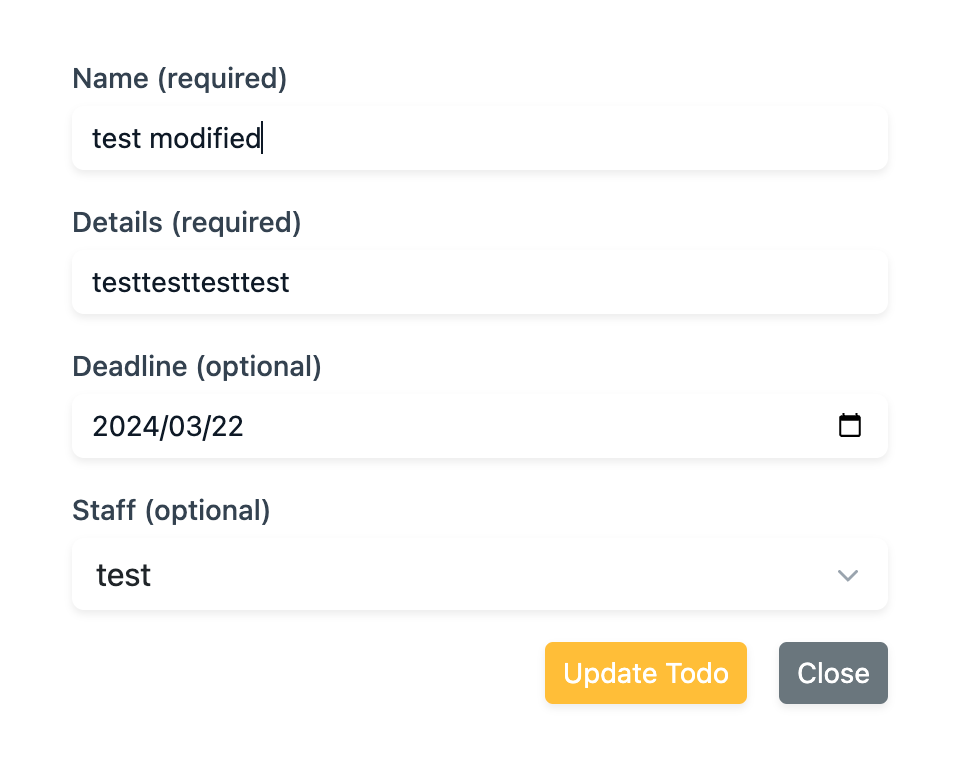 Name (required)
test modified
Details (required)
testtesttesttest
Deadline (optional)
2024/03/22
Staff (optional)
test
Update Todo Close